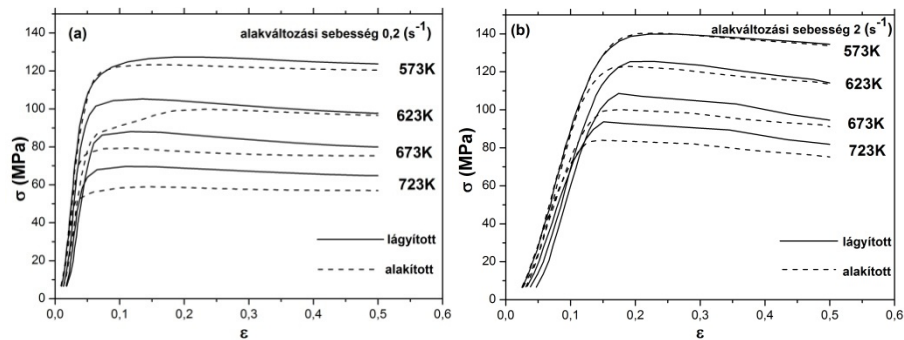 (a) alakváltozási sebesség 0,2 (s⁻¹)
σ (MPa)
140
120
100
80
60
40
20
0
573K
623K
673K
723K
lágyított
alakított
0,0 0,1 0,2 0,3 0,4 0,5 0,6
ε
(b) alakváltozási sebesség 2 (s⁻¹)
σ (MPa)
140
120
100
80
60
40
20
0
573K
623K
673K
723K
lágyított
alakított
0,0 0,1 0,2 0,3 0,4 0,5 0,6
ε